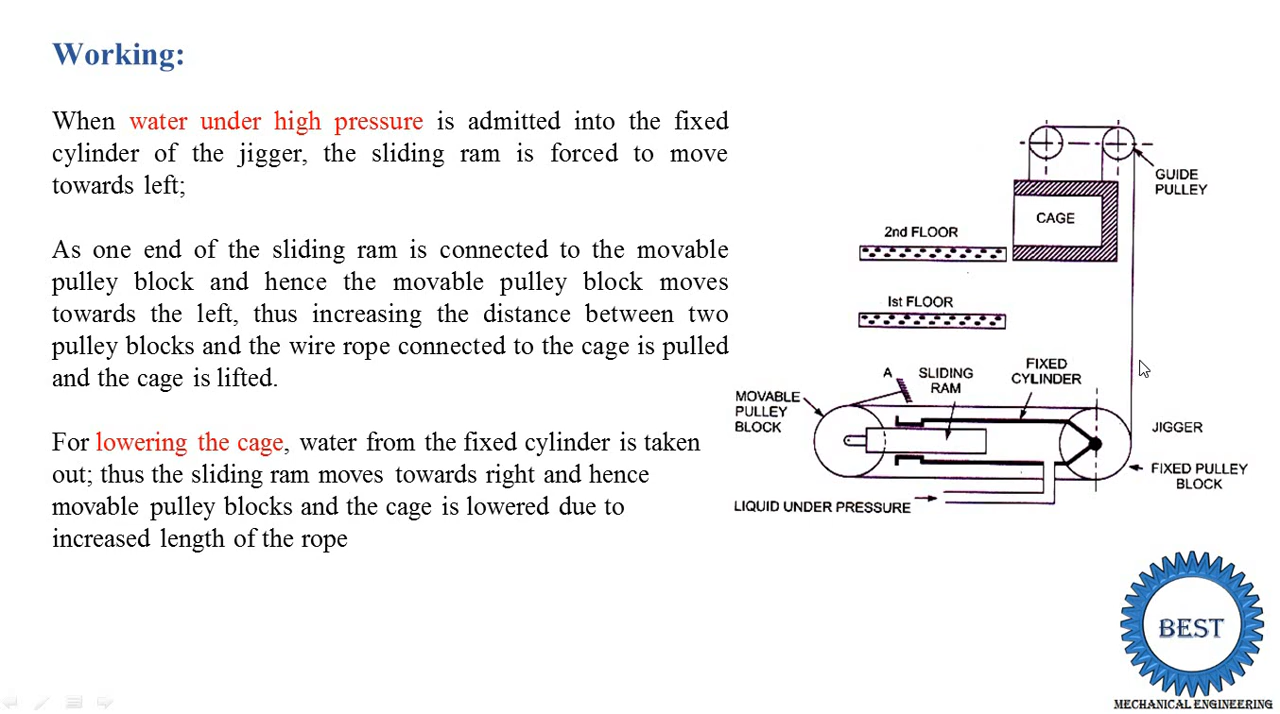 Working:
When water under high pressure is admitted into the fixed
cylinder of the jigger, the sliding ram is forced to move
towards left;
As one end of the sliding ram is connected to the movable
pulley block and hence the movable pulley block moves
towards the left, thus increasing the distance between two
pulley blocks and the wire rope connected to the cage is pulled
and the cage is lifted.
For lowering the cage, water from the fixed cylinder is taken
out; thus the sliding ram moves towards right and hence
movable pulley blocks and the cage is lowered due to
increased length of the rope
GUIDE
PULLEY
CAGE
2nd FLOOR
Ist FLOOR
A
SLIDING
RAM
FIXED
CYLINDER
MOVABLE
PULLEY
BLOCK
JIGGER
FIXED PULLEY
BLOCK
LIQUID UNDER PRESSURE
BEST
MECHANICAL ENGINEERING